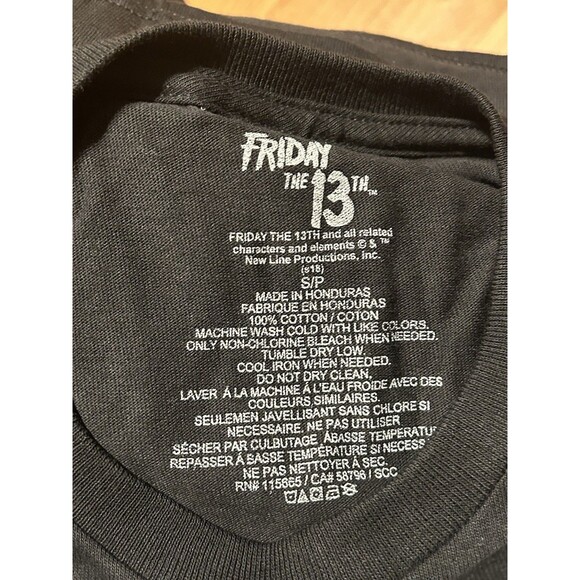 FRIDAY
THE 13TH™
FRIDAY THE 13TH and all related
characters and elements © & ™
New Line Productions, Inc.
(s18)
S/P
MADE IN HONDURAS
FABRIQUE EN HONDURAS
100% COTTON / COTON
MACHINE WASH COLD WITH LIKE COLORS.
ONLY NON-CHLORINE BLEACH WHEN NEEDED.
TUMBLE DRY LOW.
COOL IRON WHEN NEEDED.
DO NOT DRY CLEAN.
LAVER À LA MACHINE À L'EAU FROIDE AVEC DES
COULEURS SIMILAIRES.
SEULEMEN JAVELLISANT SANS CHLORE SI
NECESSAIRE. NE PAS UTILISER
SÉCHER PAR CULBUTAGE, ÀBASSE TEMPÉRATU
REPASSER À BASSE TEMPÉRATURE SI NECESS
NE PAS NETTOYER À SEC.
RN# 115865 / CA# 58796 / SCC